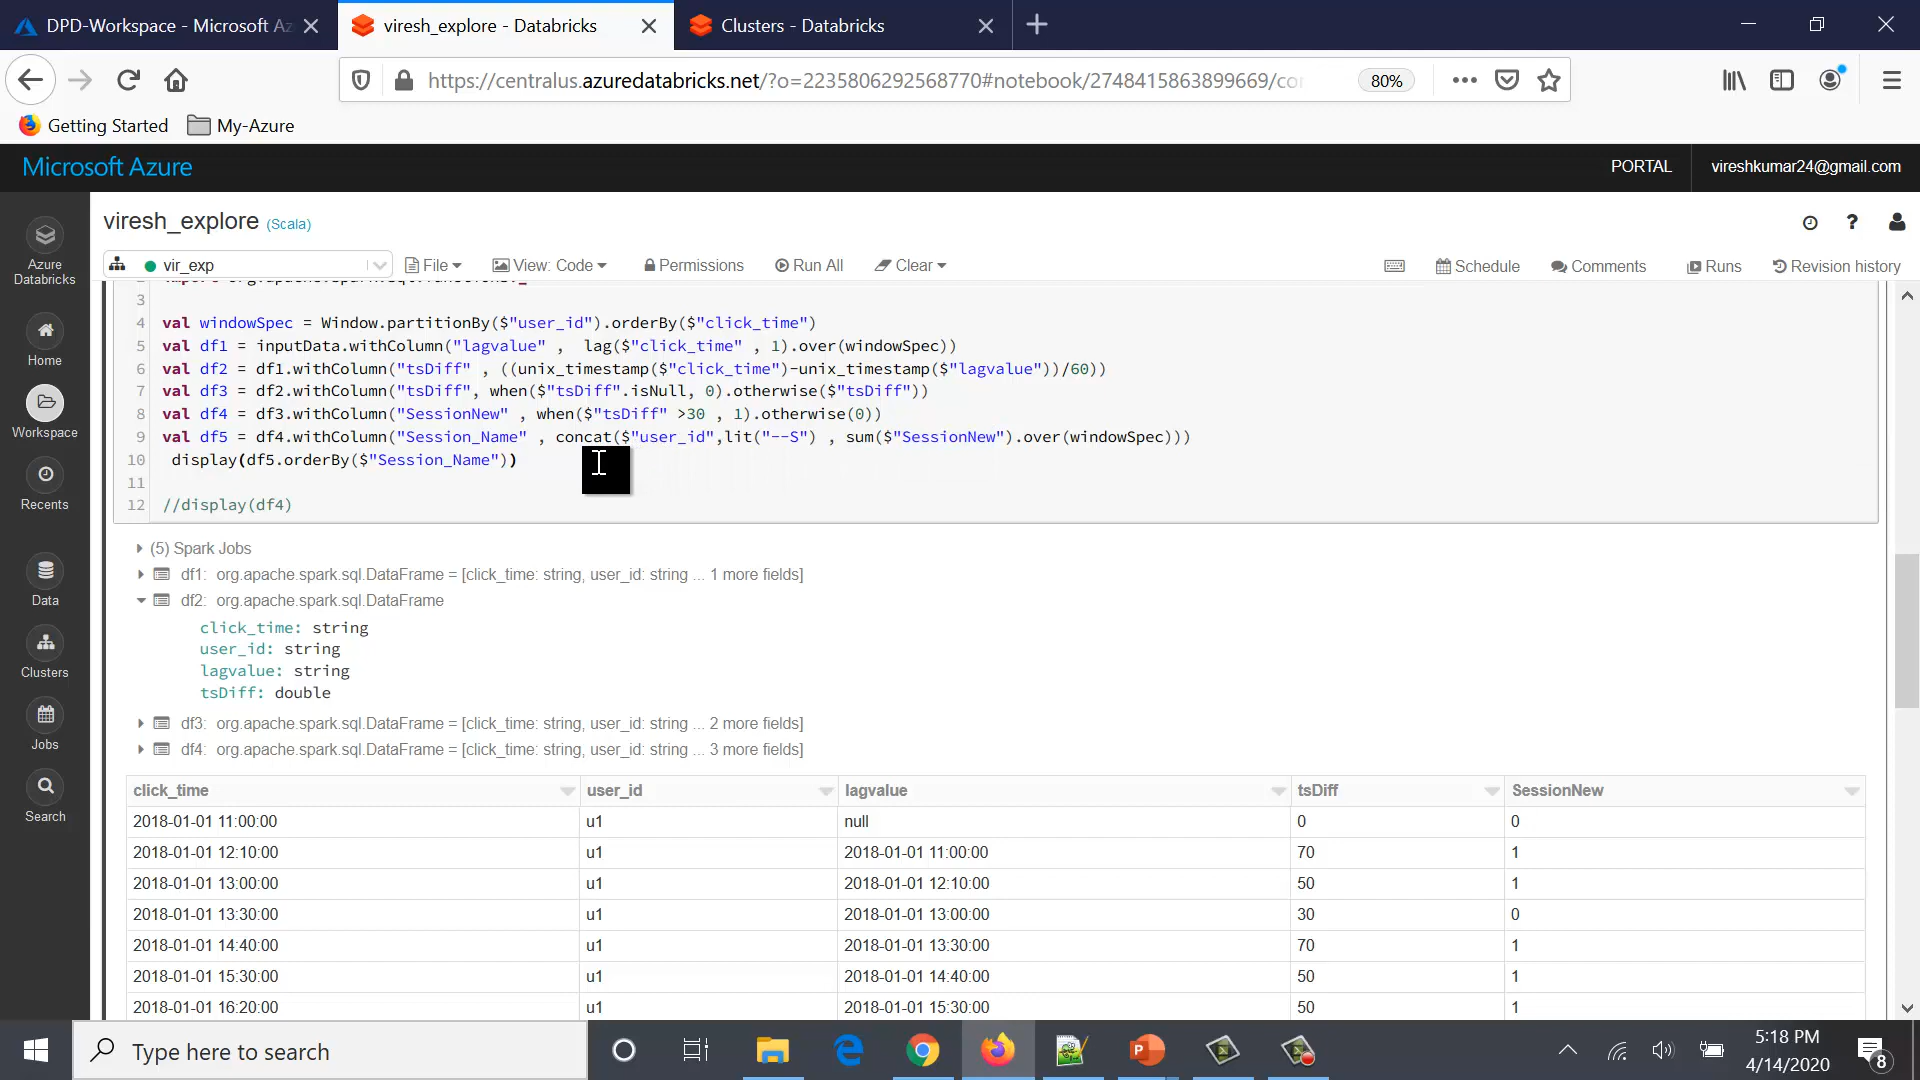 DPD-Workspace - Microsoft Az
viresh_explore - Databricks
Clusters - Databricks
https://centralus.azuredatabricks.net/?o=2235806292568770#notebook/2748415863899669/co
80%
Getting Started
My-Azure
Microsoft Azure
PORTAL
vireshkumar24@gmail.com
viresh_explore (Scala)
vir_exp
File
View: Code
Permissions
Run All
Clear
Schedule
Comments
Runs
Revision history
Azure Databricks
Home
Workspace
Recents
Data
Clusters
Jobs
Search
3
4 val windowSpec = Window.partitionBy($"user_id").orderBy($"click_time")
5 val df1 = inputData.withColumn("lagvalue" ,  lag($"click_time" , 1).over(windowSpec))
6 val df2 = df1.withColumn("tsDiff" , ((unix_timestamp($"click_time")-unix_timestamp($"lagvalue"))/60))
7 val df3 = df2.withColumn("tsDiff", when($"tsDiff".isNull, 0).otherwise($"tsDiff"))
8 val df4 = df3.withColumn("SessionNew" , when($"tsDiff" >30 , 1).otherwise(0))
9 val df5 = df4.withColumn("Session_Name" , concat($"user_id",lit("--S") , sum($"SessionNew").over(windowSpec)))
10 display(df5.orderBy($"Session_Name"))
11
12 //display(df4)
(5) Spark Jobs
df1: org.apache.spark.sql.DataFrame = [click_time: string, user_id: string ... 1 more fields]
df2: org.apache.spark.sql.DataFrame
click_time: string
user_id: string
lagvalue: string
tsDiff: double
df3: org.apache.spark.sql.DataFrame = [click_time: string, user_id: string ... 2 more fields]
df4: org.apache.spark.sql.DataFrame = [click_time: string, user_id: string ... 3 more fields]
click_time user_id lagvalue tsDiff SessionNew
2018-01-01 11:00:00 u1 null 0 0
2018-01-01 12:10:00 u1 2018-01-01 11:00:00 70 1
2018-01-01 13:00:00 u1 2018-01-01 12:10:00 50 1
2018-01-01 13:30:00 u1 2018-01-01 13:00:00 30 0
2018-01-01 14:40:00 u1 2018-01-01 13:30:00 70 1
2018-01-01 15:30:00 u1 2018-01-01 14:40:00 50 1
2018-01-01 16:20:00 u1 2018-01-01 15:30:00 50 1
Type here to search
5:18 PM
4/14/2020
8